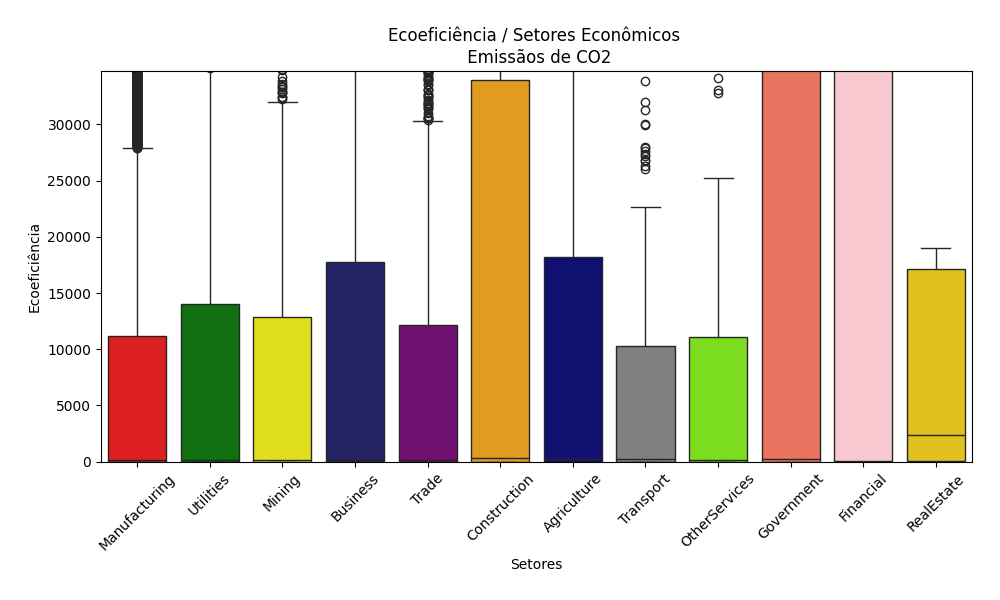 Ecoeficiência / Setores Econômicos
Emissãos de CO2
Ecoeficiência
30000
25000
20000
15000
10000
5000
0
Manufacturing
Utilities
Mining
Business
Trade
Construction
Agriculture
Transport
OtherServices
Government
Financial
RealEstate
Setores